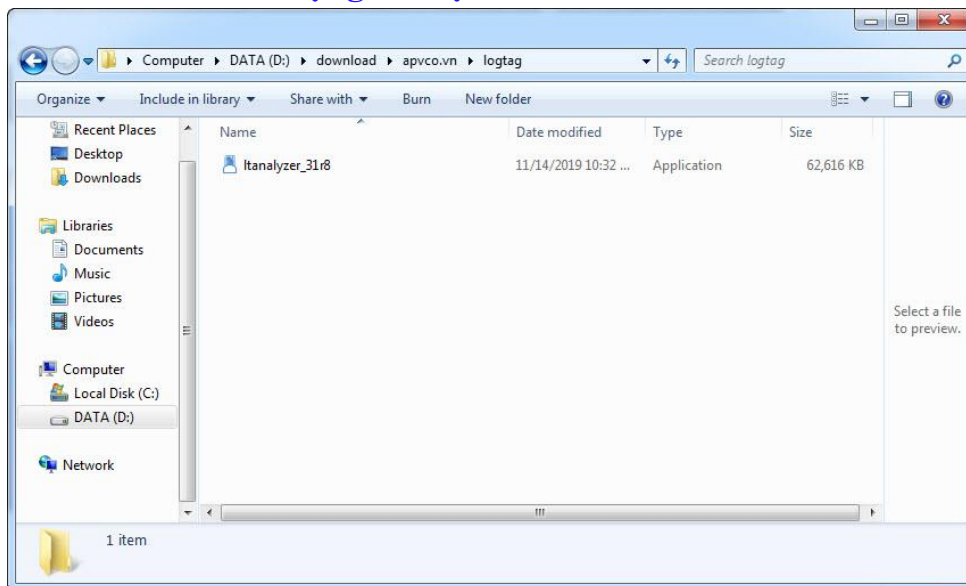 Computer ▸ DATA (D:) ▸ download ▸ apvco.vn ▸ logtag
Search logtag
Organize Include in library Share with Burn New folder
Recent Places
Desktop
Downloads
Libraries
Documents
Music
Pictures
Videos
Computer
Local Disk (C:)
DATA (D:)
Network
Name Date modified Type Size
ltanalyzer_31r8 11/14/2019 10:32 ... Application 62,616 KB
Select a file
to preview.
1 item